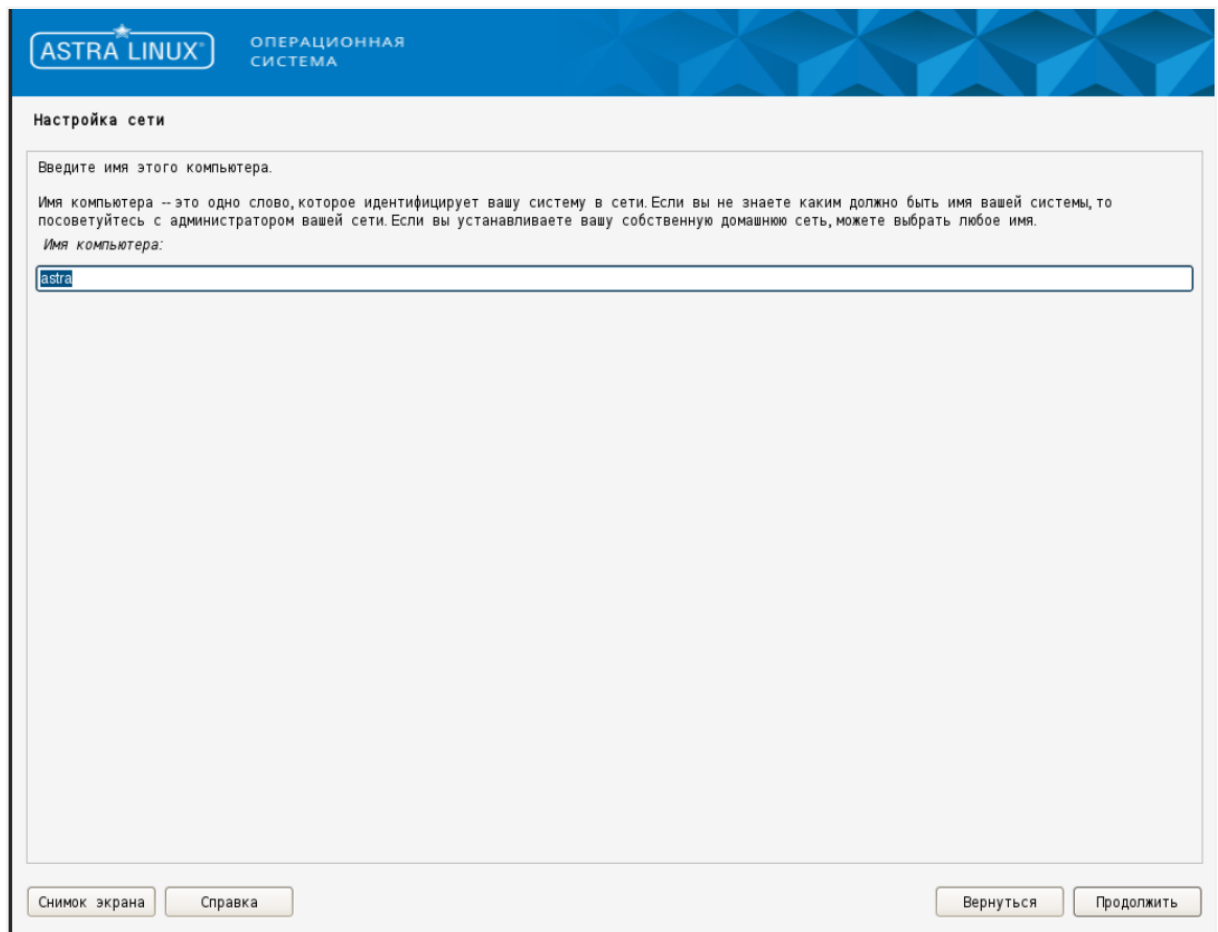 ASTRA LINUX®
ОПЕРАЦИОННАЯ
СИСТЕМА
Настройка сети
Введите имя этого компьютера.
Имя компьютера -- это одно слово, которое идентифицирует вашу систему в сети. Если вы не знаете каким должно быть имя вашей системы, то
посоветуйтесь с администратором вашей сети. Если вы устанавливаете вашу собственную домашнюю сеть, можете выбрать любое имя.
Имя компьютера:
astra
Снимок экрана
Справка
Вернуться
Продолжить